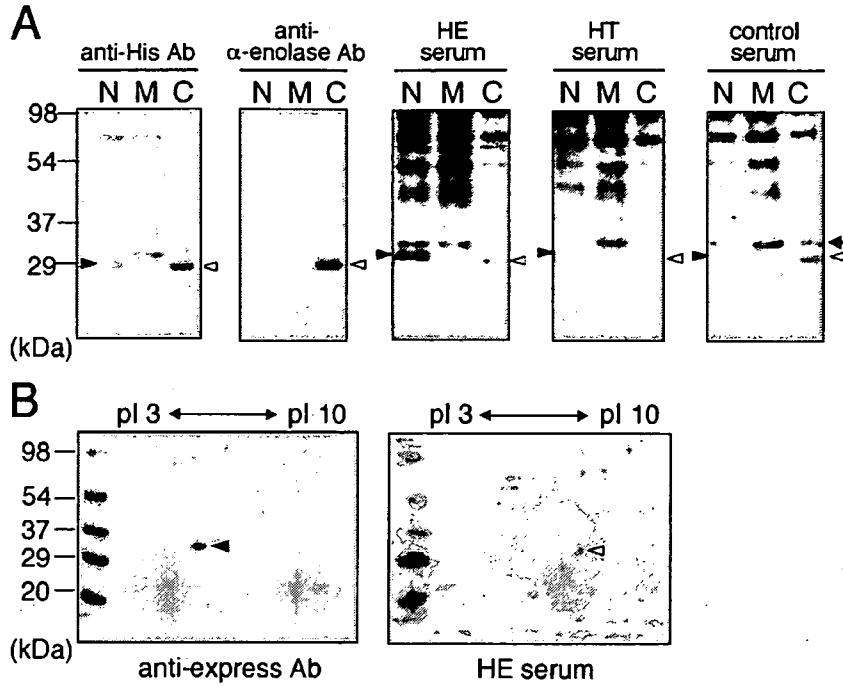 A
anti-His Ab
anti-
α-enolase Ab
HE
serum
HT
serum
control
serum
N M C
N M C
N M C
N M C
N M C
98
54
37
29
(kDa)
B
pI 3
pI 10
pI 3
pI 10
98
54
37
29
20
(kDa)
anti-express Ab
HE serum